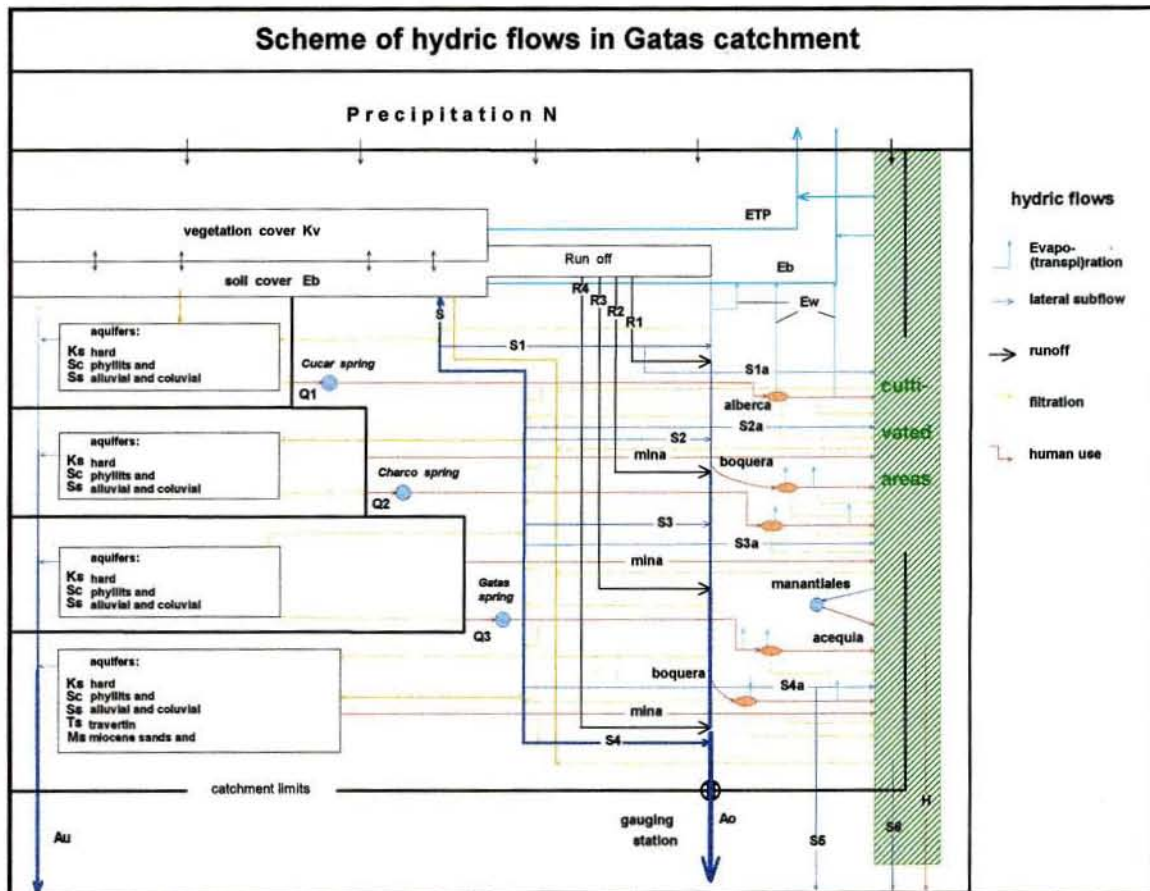 Scheme of hydric flows in Gatas catchment
Precipitation N
hydric flows
Evapo-
(transpi)ration
lateral subflow
runoff
filtration
human use
vegetation cover Kv
ETP
Run off
soil cover Eb
Eb
R4
R3
R2
R1
Ew
S
aquifers:
Ks hard
Sc phyllits and
Ss alluvial and coluvial
Cucar spring
Q1
S1
S1a
alberca
culti-
vated
areas
aquifers:
Ks hard
Sc phyllits and
Ss alluvial and coluvial
Charco spring
Q2
S2
S2a
mina
boquera
S3
S3a
mina
aquifers:
Ks hard
Sc phyllits and
Ss alluvial and coluvial
Gatas
spring
Q3
manantiales
acequia
aquifers:
Ks hard
Sc phyllits and
Ss alluvial and coluvial
Ts travertin
Ms miocene sands and
boquera
S4a
mina
S4
catchment limits
Au
gauging
station
Ao
S5
S6
H